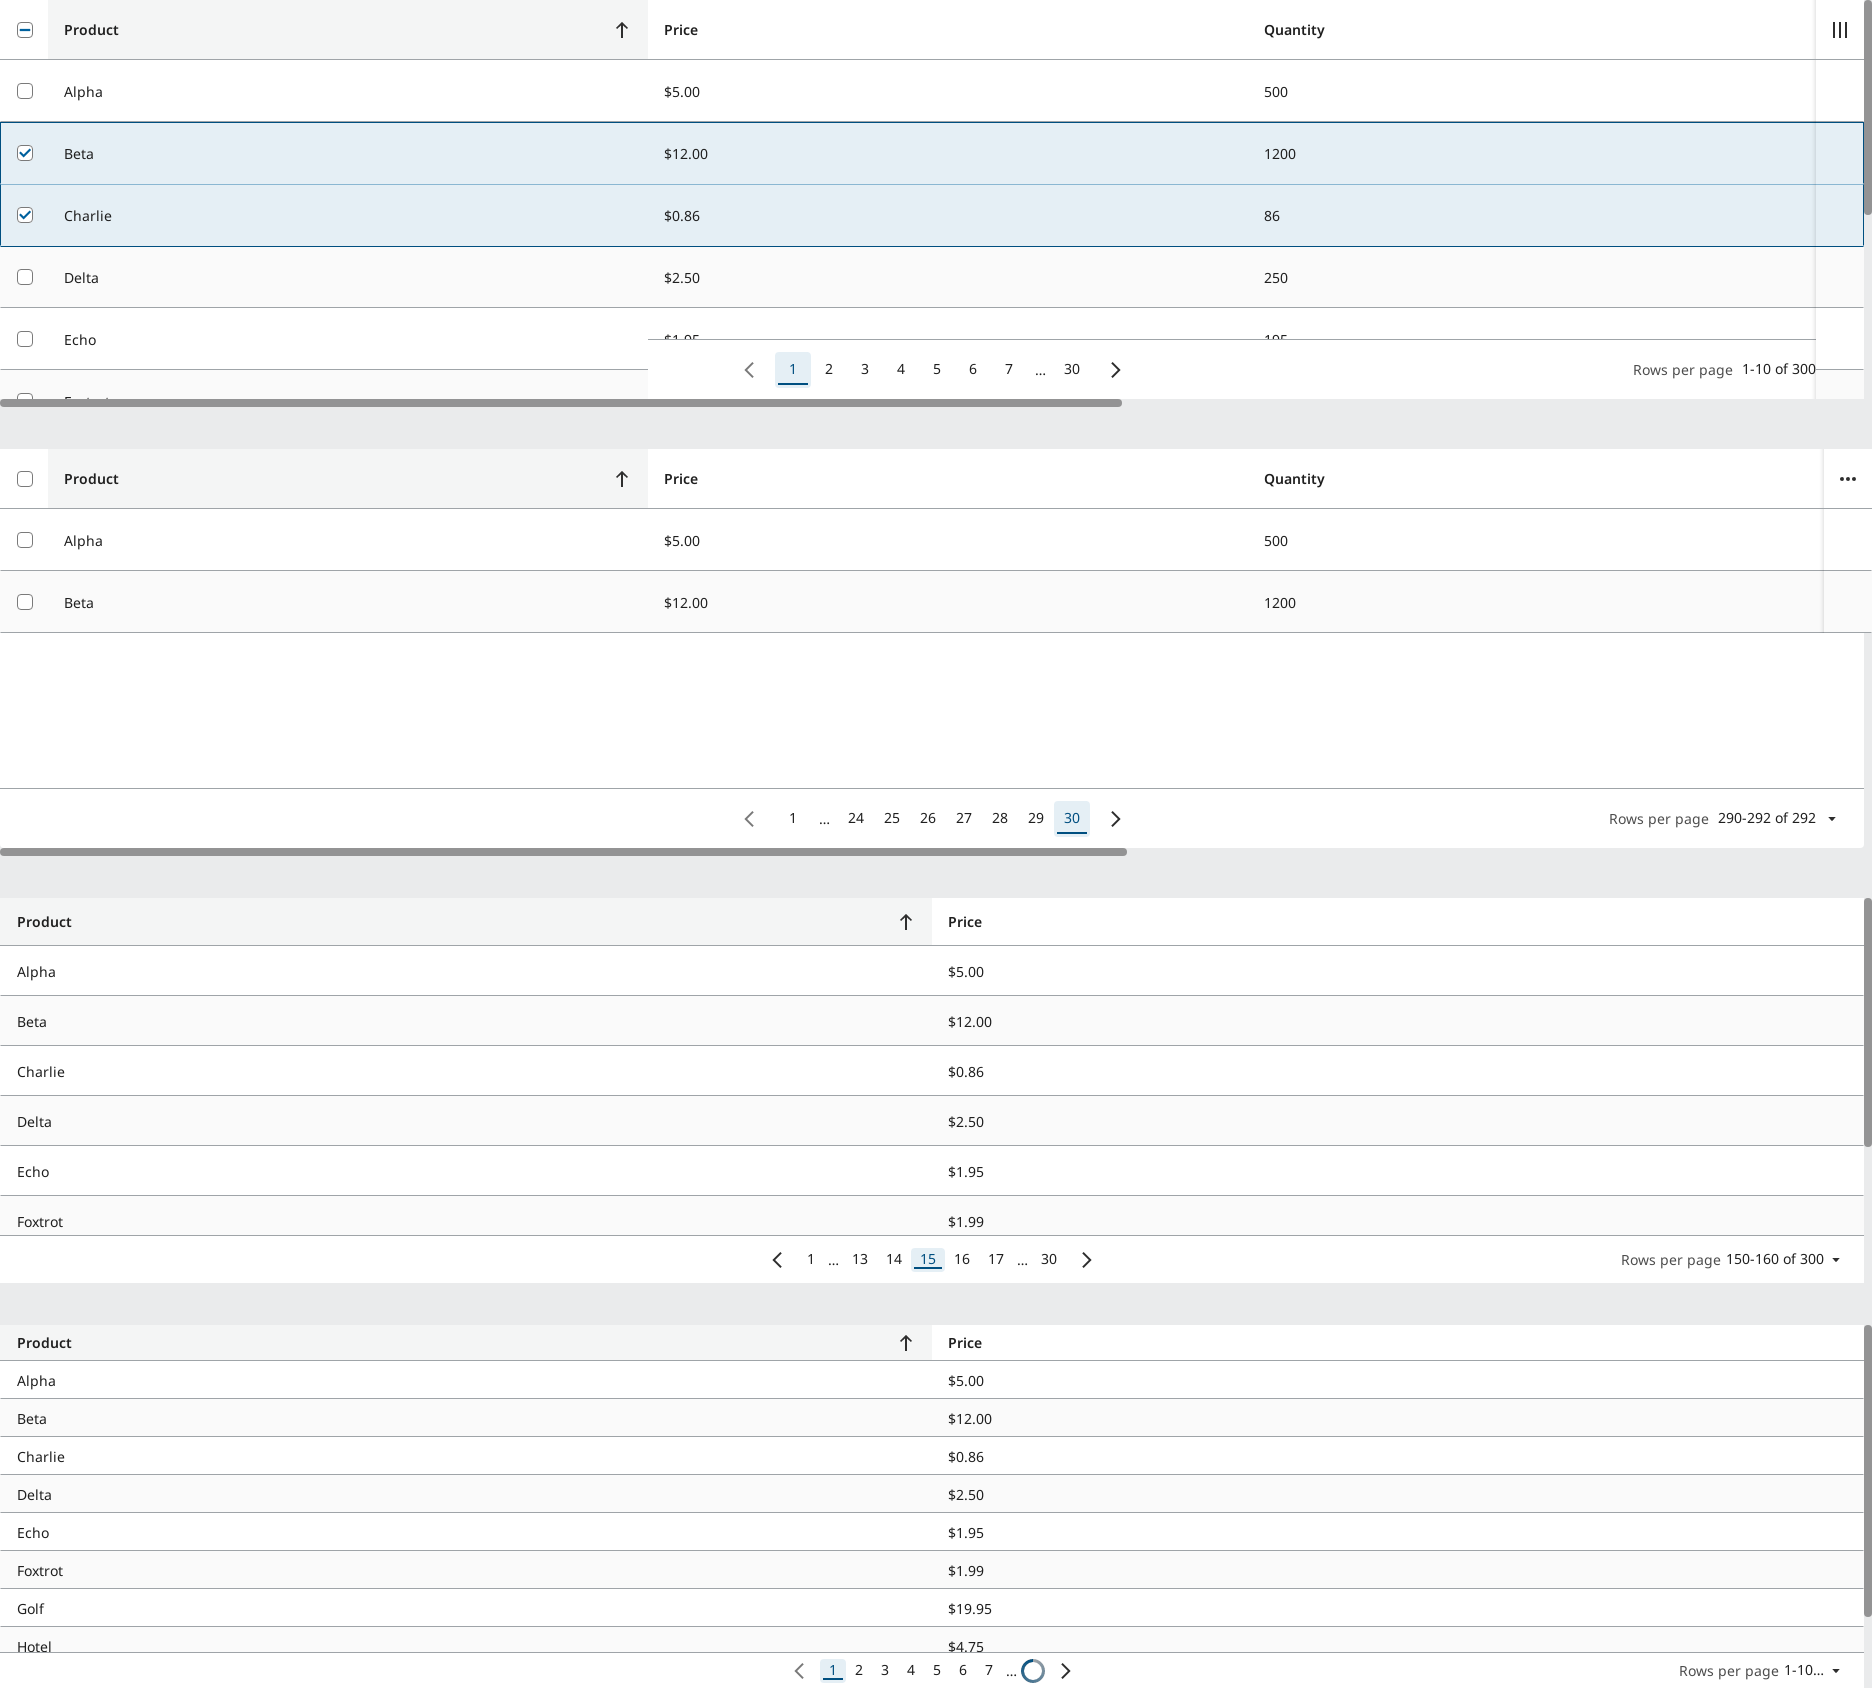 Product Price Quantity
Alpha $5.00 500
Beta $12.00 1200
Charlie $0.86 86
Delta $2.50 250
Echo
1 2 3 4 5 6 7 ... 30 Rows per page 1-10 of 300
Product Price Quantity
Alpha $5.00 500
Beta $12.00 1200
1 ... 24 25 26 27 28 29 30 Rows per page 290-292 of 292
Product Price
Alpha $5.00
Beta $12.00
Charlie $0.86
Delta $2.50
Echo $1.95
Foxtrot $1.99
1 ... 13 14 15 16 17 ... 30 Rows per page 150-160 of 300
Product Price
Alpha $5.00
Beta $12.00
Charlie $0.86
Delta $2.50
Echo $1.95
Foxtrot $1.99
Golf $19.95
Hotel $4.75
1 2 3 4 5 6 7 ... Rows per page 1-10...